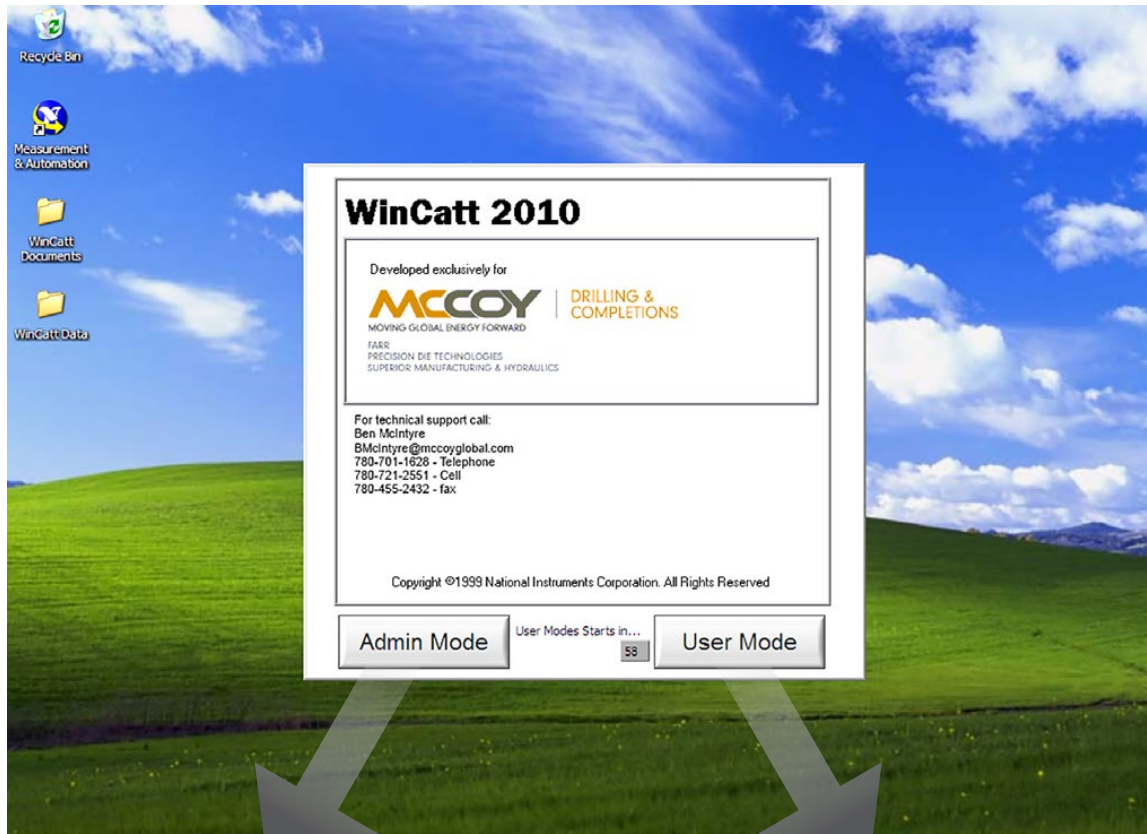 Recycle Bin
Measurement
& Automation
WinCatt
Documents
WinCatt Data
WinCatt 2010
Developed exclusively for
MCCOY
DRILLING &
COMPLETIONS
MOVING GLOBAL ENERGY FORWARD
FARR
PRECISION DIE TECHNOLOGIES
SUPERIOR MANUFACTURING & HYDRAULICS
For technical support call:
Ben McIntyre
BMcIntyre@mccoyglobal.com
780-701-1628 - Telephone
780-721-2551 - Cell
780-455-2432 - fax
Copyright ©1999 National Instruments Corporation. All Rights Reserved
Admin Mode
User Modes Starts in...
58
User Mode